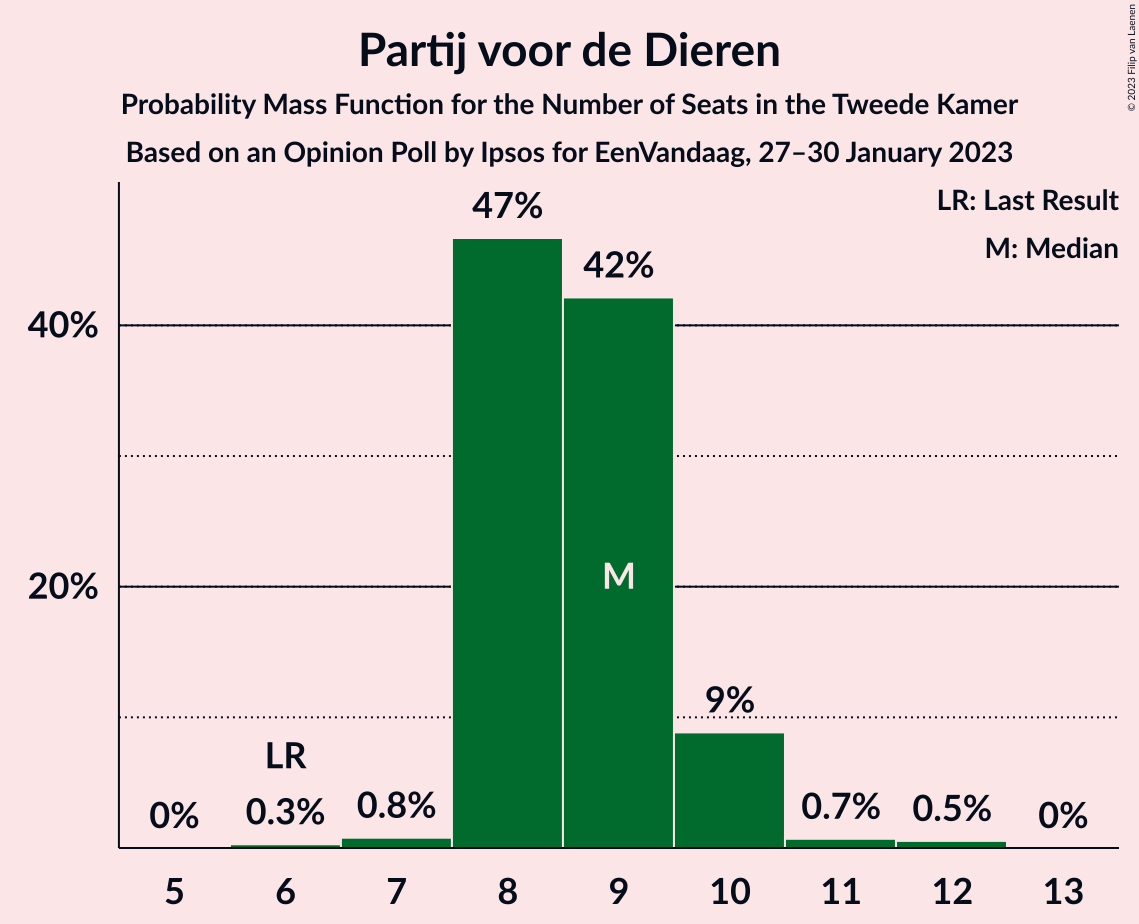 Partij voor de Dieren
Probability Mass Function for the Number of Seats in the Tweede Kamer
Based on an Opinion Poll by Ipsos for EenVandaag, 27–30 January 2023
© 2023 Filip van Laenen
LR: Last Result
M: Median
47%
42%
40%
M
20%
9%
LR
0% 0.3% 0.8% 0.7% 0.5% 0%
5 6 7 8 9 10 11 12 13